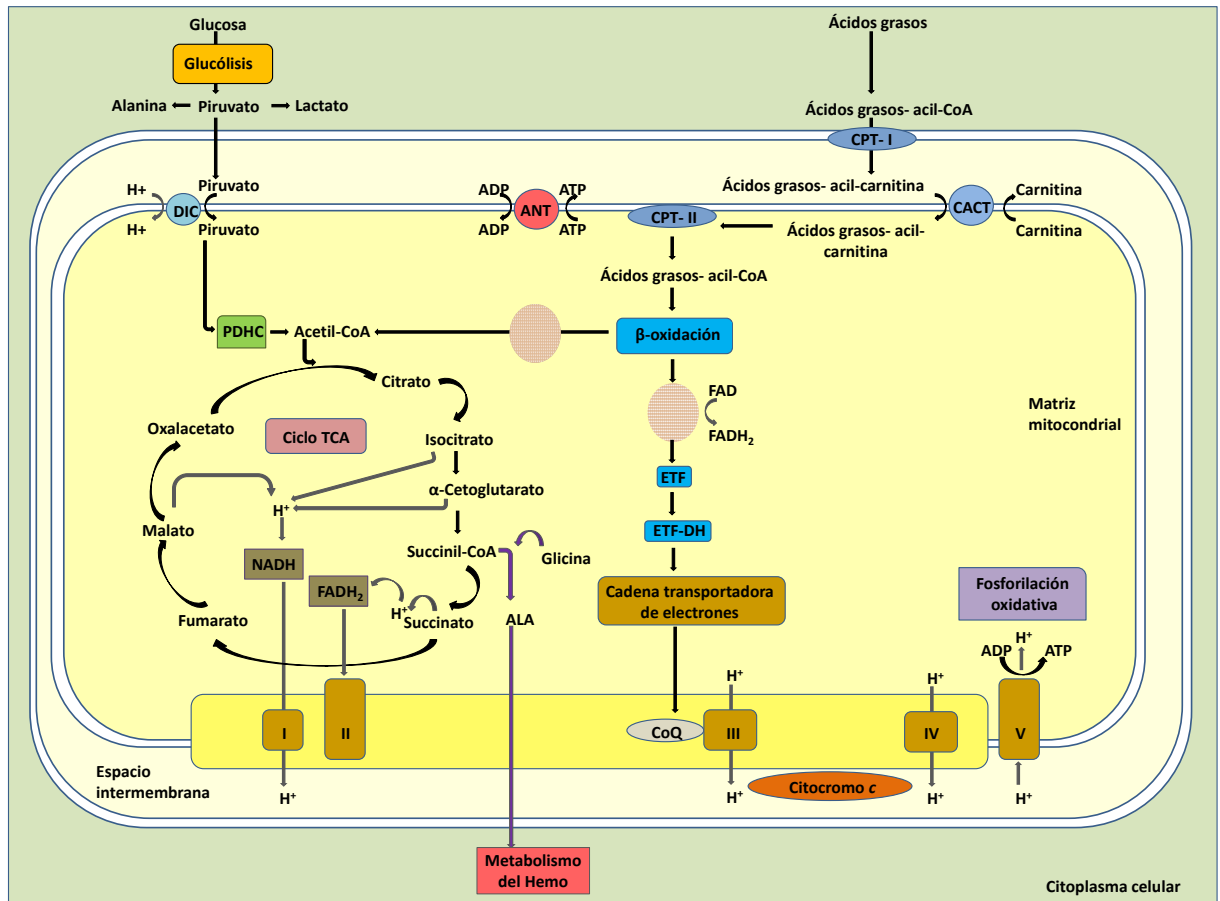 Glucosa
Ácidos grasos
Glucólisis
Alanina
Piruvato
Lactato
Ácidos grasos- acil-CoA
CPT- I
H+
Piruvato
ADP
ATP
Ácidos grasos- acil-carnitina
Carnitina
DIC
ANT
CPT- II
CACT
H+
Piruvato
ADP
ATP
Ácidos grasos- acil-
carnitina
Carnitina
Ácidos grasos- acil-CoA
PDHC
Acetil-CoA
β-oxidación
Citrato
FAD
FADH₂
Matriz
mitocondrial
Oxalacetato
Ciclo TCA
Isocitrato
ETF
α-Cetoglutarato
H⁺
Malato
ETF-DH
Succinil-CoA
Glicina
NADH
FADH₂
H⁺
Succinato
Fumarato
ALA
Cadena transportadora
de electrones
Fosforilación
oxidativa
H⁺
ADP
ATP
H⁺
H⁺
I
II
CoQ
III
IV
V
Espacio
intermembrana
H⁺
H⁺
Citocromo c
H⁺
H⁺
Metabolismo
del Hemo
Citoplasma celular